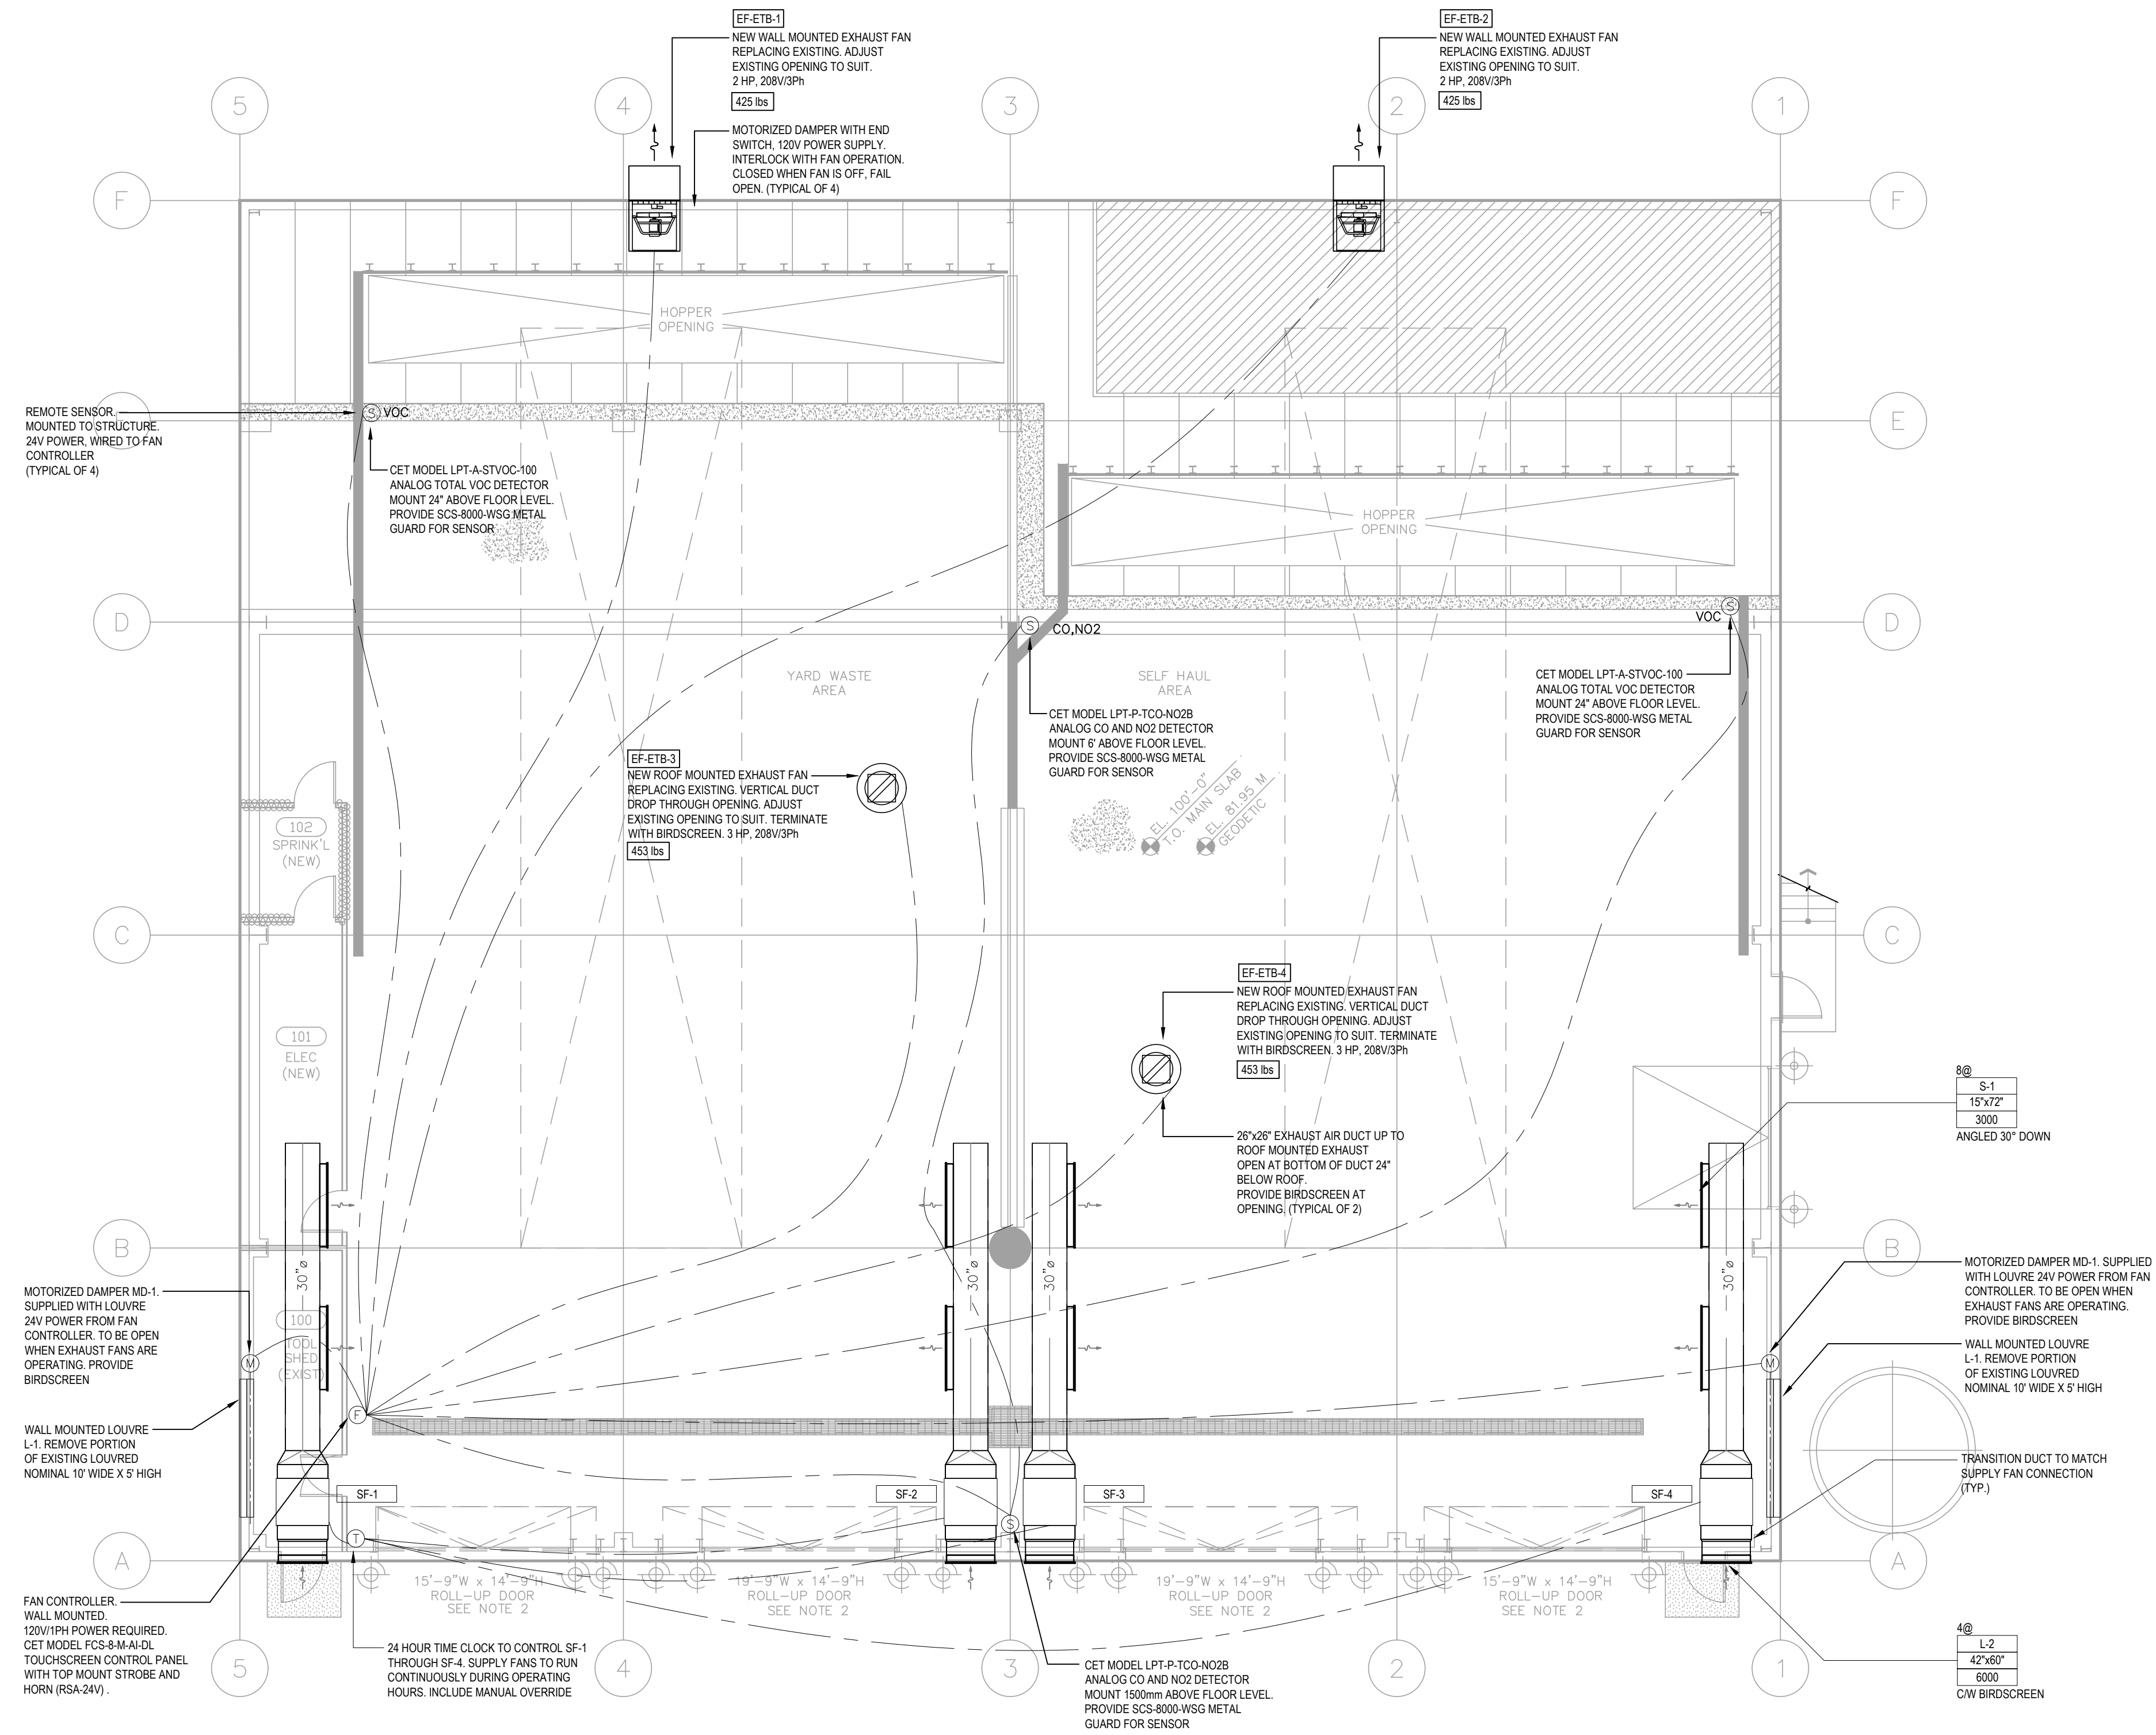 EF-ETB-1
NEW WALL MOUNTED EXHAUST FAN
REPLACING EXISTING. ADJUST
EXISTING OPENING TO SUIT.
2 HP, 208V/3Ph
425 lbs
EF-ETB-2
NEW WALL MOUNTED EXHAUST FAN
REPLACING EXISTING. ADJUST
EXISTING OPENING TO SUIT.
2 HP, 208V/3Ph
425 lbs
5
4
3
2
1
MOTORIZED DAMPER WITH END
SWITCH, 120V POWER SUPPLY.
INTERLOCK WITH FAN OPERATION.
CLOSED WHEN FAN IS OFF, FAIL
OPEN. (TYPICAL OF 4)
F
F
HOPPER
OPENING
REMOTE SENSOR.
MOUNTED TO STRUCTURE.
24V POWER, WIRED TO FAN
CONTROLLER
(TYPICAL OF 4)
S VOC
E
CET MODEL LPT-A-STVOC-100
ANALOG TOTAL VOC DETECTOR
MOUNT 24" ABOVE FLOOR LEVEL.
PROVIDE SCS-8000-WSG METAL
GUARD FOR SENSOR
HOPPER
OPENING
D
S
CO,NO2
S
VOC
D
YARD WASTE
AREA
SELF HAUL
AREA
CET MODEL LPT-A-STVOC-100
ANALOG TOTAL VOC DETECTOR
MOUNT 24" ABOVE FLOOR LEVEL.
PROVIDE SCS-8000-WSG METAL
GUARD FOR SENSOR
CET MODEL LPT-P-TCO-NO2B
ANALOG CO AND NO2 DETECTOR
MOUNT 6' ABOVE FLOOR LEVEL.
PROVIDE SCS-8000-WSG METAL
GUARD FOR SENSOR
EF-ETB-3
NEW ROOF MOUNTED EXHAUST FAN
REPLACING EXISTING. VERTICAL DUCT
DROP THROUGH OPENING. ADJUST
EXISTING OPENING TO SUIT. TERMINATE
WITH BIRDSCREEN. 3 HP, 208V/3Ph
453 lbs
EL. 100'-0"
T.O. MAIN SLAB
EL. 81.95 M
GEODETIC
102
SPRINK'L
(NEW)
C
C
EF-ETB-4
NEW ROOF MOUNTED EXHAUST FAN
REPLACING EXISTING. VERTICAL DUCT
DROP THROUGH OPENING. ADJUST
EXISTING OPENING TO SUIT. TERMINATE
WITH BIRDSCREEN. 3 HP, 208V/3Ph
453 lbs
101
ELEC
(NEW)
8@
S-1
15"x72"
3000
ANGLED 30° DOWN
26"x26" EXHAUST AIR DUCT UP TO
ROOF MOUNTED EXHAUST
OPEN AT BOTTOM OF DUCT 24"
BELOW ROOF.
PROVIDE BIRDSCREEN AT
OPENING. (TYPICAL OF 2)
B
B
30"ø
30"ø
30"ø
30"ø
MOTORIZED DAMPER MD-1.
SUPPLIED WITH LOUVRE
24V POWER FROM FAN
CONTROLLER. TO BE OPEN
WHEN EXHAUST FANS ARE
OPERATING. PROVIDE
BIRDSCREEN
MOTORIZED DAMPER MD-1. SUPPLIED
WITH LOUVRE 24V POWER FROM FAN
CONTROLLER. TO BE OPEN WHEN
EXHAUST FANS ARE OPERATING.
PROVIDE BIRDSCREEN
100
TOOL
SHED
(EXIST)
M
M
WALL MOUNTED LOUVRE
L-1. REMOVE PORTION
OF EXISTING LOUVRED
NOMINAL 10' WIDE X 5' HIGH
F
WALL MOUNTED LOUVRE
L-1. REMOVE PORTION
OF EXISTING LOUVRED
NOMINAL 10' WIDE X 5' HIGH
TRANSITION DUCT TO MATCH
SUPPLY FAN CONNECTION
(TYP.)
SF-1
SF-2
SF-3
SF-4
T
S
A
A
15'-9"W x 14'-9"H
ROLL-UP DOOR
SEE NOTE 2
19'-9"W x 14'-9"H
ROLL-UP DOOR
SEE NOTE 2
19'-9"W x 14'-9"H
ROLL-UP DOOR
SEE NOTE 2
15'-9"W x 14'-9"H
ROLL-UP DOOR
SEE NOTE 2
FAN CONTROLLER.
WALL MOUNTED.
120V/1PH POWER REQUIRED.
CET MODEL FCS-8-M-AI-DL
TOUCHSCREEN CONTROL PANEL
WITH TOP MOUNT STROBE AND
HORN (RSA-24V) .
24 HOUR TIME CLOCK TO CONTROL SF-1
THROUGH SF-4. SUPPLY FANS TO RUN
CONTINUOUSLY DURING OPERATING
HOURS. INCLUDE MANUAL OVERRIDE
CET MODEL LPT-P-TCO-NO2B
ANALOG CO AND NO2 DETECTOR
MOUNT 1500mm ABOVE FLOOR LEVEL.
PROVIDE SCS-8000-WSG METAL
GUARD FOR SENSOR
4@
L-2
42"x60"
6000
C/W BIRDSCREEN
5
4
3
2
1